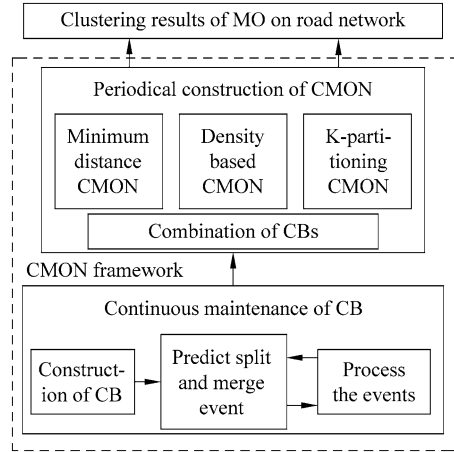 Clustering results of MO on road network
Periodical construction of CMON
Minimum
distance
CMON
Density
based
CMON
K-parti-
tioning
CMON
Combination of CBs
CMON framework
Continuous maintenance of CB
Construct-
ion of CB
Predict split
and merge
event
Process
the events